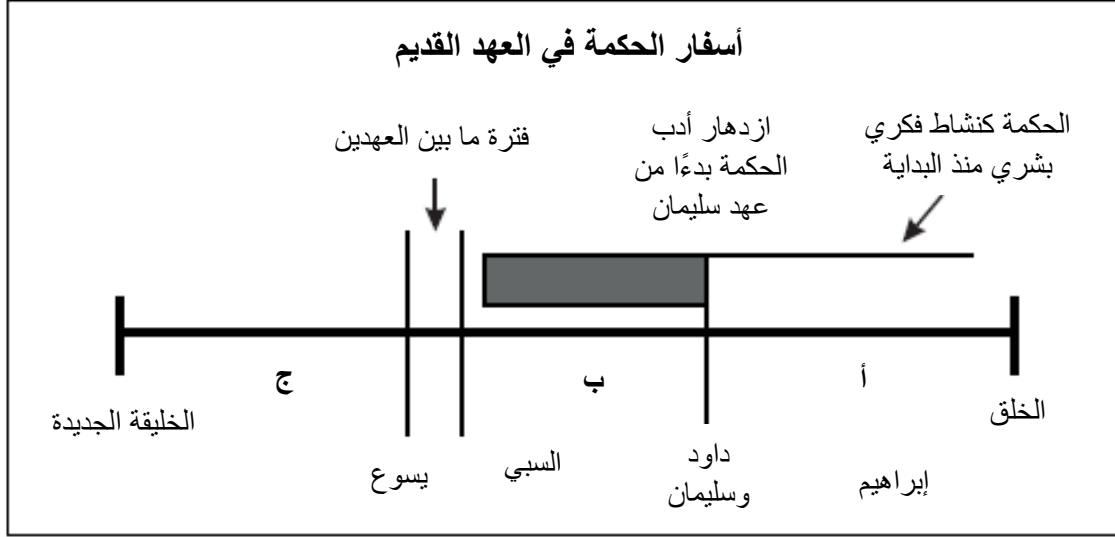 أسفار الحكمة في العهد القديم
الحكمة كنشاط فكري
بشري منذ البداية
ازدهار أدب
الحكمة بدءًا من
عهد سليمان
فترة ما بين العهدين
أ
ب
ج
الخلق
الخليقة الجديدة
إبراهيم
داود
وسليمان
السبي
يسوع